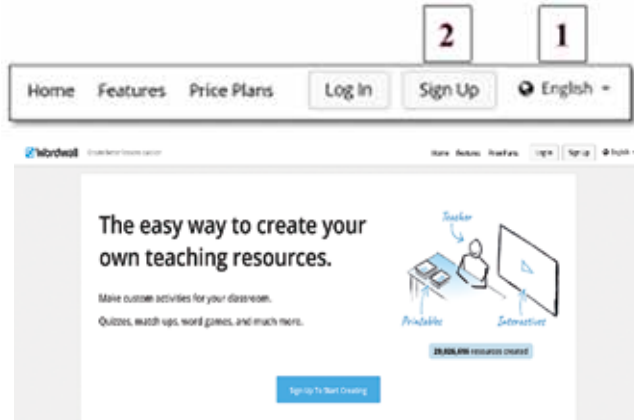 2 1
Home Features Price Plans Log In Sign Up English
Wordwall
Home Features Price Plans Log In Sign Up English
The easy way to create your
own teaching resources.
Make custom activities for your classroom.
Quizzes, match ups, word games, and much more.
Teacher
Printables Interactives
resources created
Sign Up To Start Creating